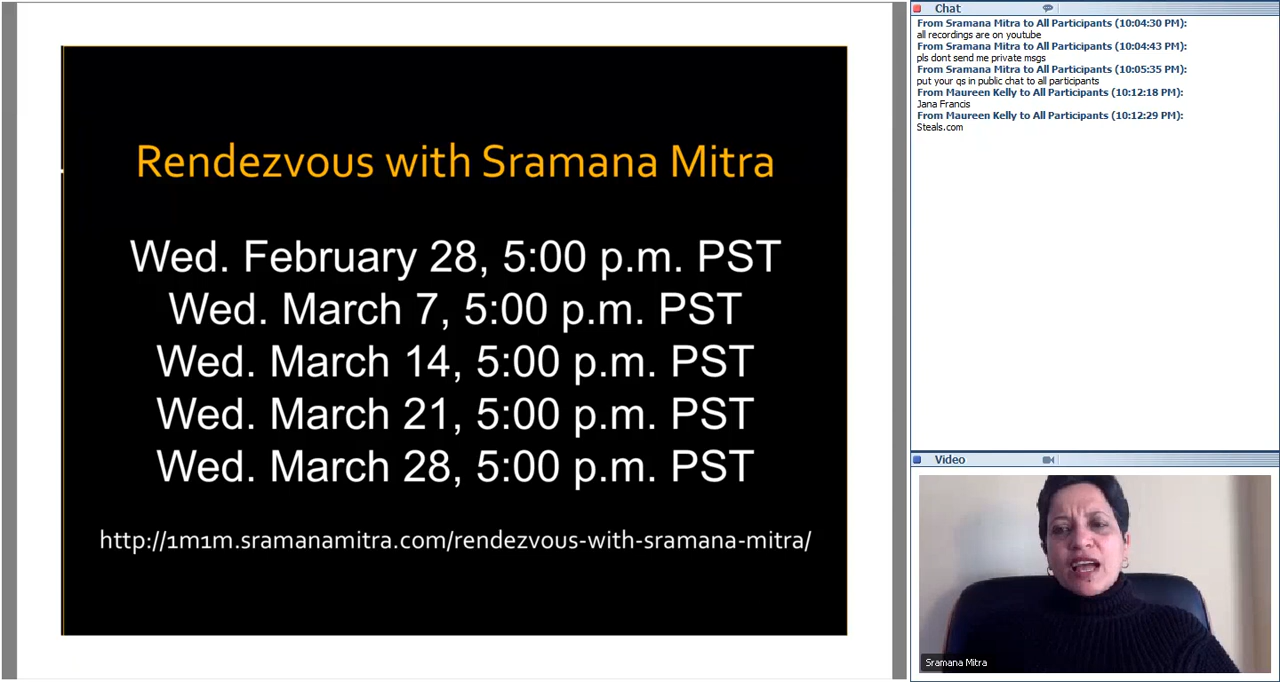 Rendezvous with Sramana Mitra
Wed. February 28, 5:00 p.m. PST
Wed. March 7, 5:00 p.m. PST
Wed. March 14, 5:00 p.m. PST
Wed. March 21, 5:00 p.m. PST
Wed. March 28, 5:00 p.m. PST
http://1m1m.sramanamitra.com/rendezvous-with-sramana-mitra/
Chat
From Sramana Mitra to All Participants (10:04:30 PM):
all recordings are on youtube
From Sramana Mitra to All Participants (10:04:43 PM):
pls dont send me private msgs
From Sramana Mitra to All Participants (10:05:35 PM):
put your qs in public chat to all participants
From Maureen Kelly to All Participants (10:12:18 PM):
Jana Francis
From Maureen Kelly to All Participants (10:12:29 PM):
Steals.com
Video
Sramana Mitra